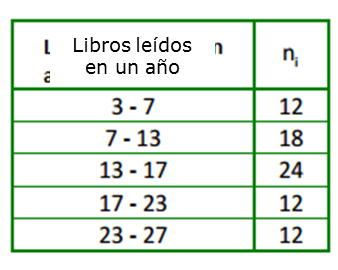 Libros leídos
en un año
nᵢ
3 - 7 12
7 - 13 18
13 - 17 24
17 - 23 12
23 - 27 12